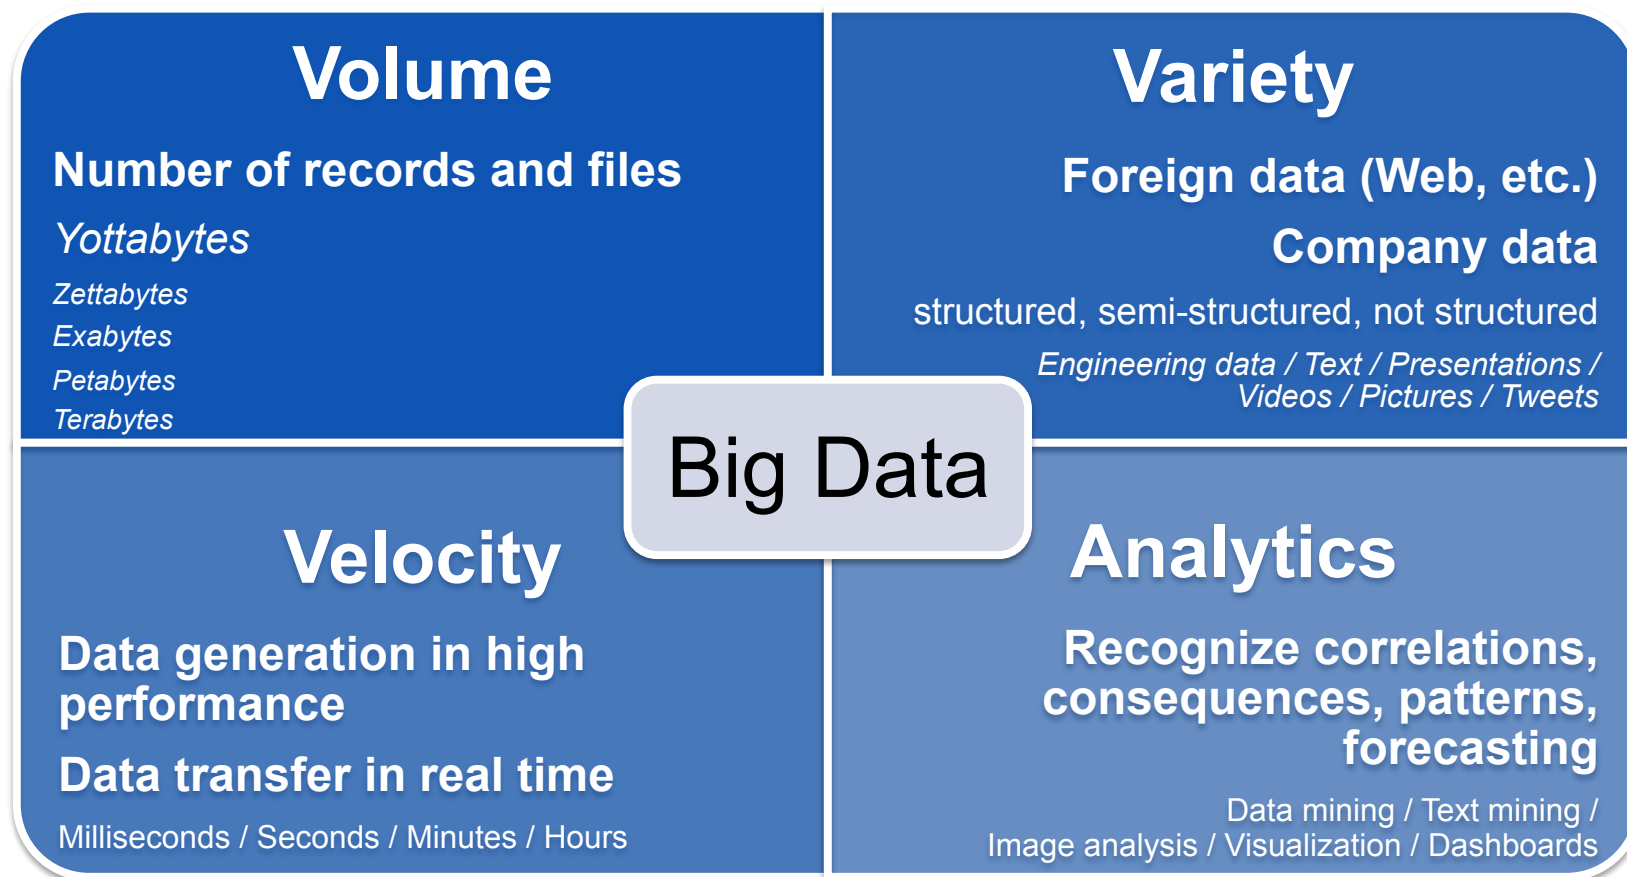 Volume
Number of records and files
Yottabytes
Zettabytes
Exabytes
Petabytes
Terabytes
Variety
Foreign data (Web, etc.)
Company data
structured, semi-structured, not structured
Engineering data / Text / Presentations /
Videos / Pictures / Tweets
Big Data
Velocity
Data generation in high
performance
Data transfer in real time
Milliseconds / Seconds / Minutes / Hours
Analytics
Recognize correlations,
consequences, patterns,
forecasting
Data mining / Text mining /
Image analysis / Visualization / Dashboards